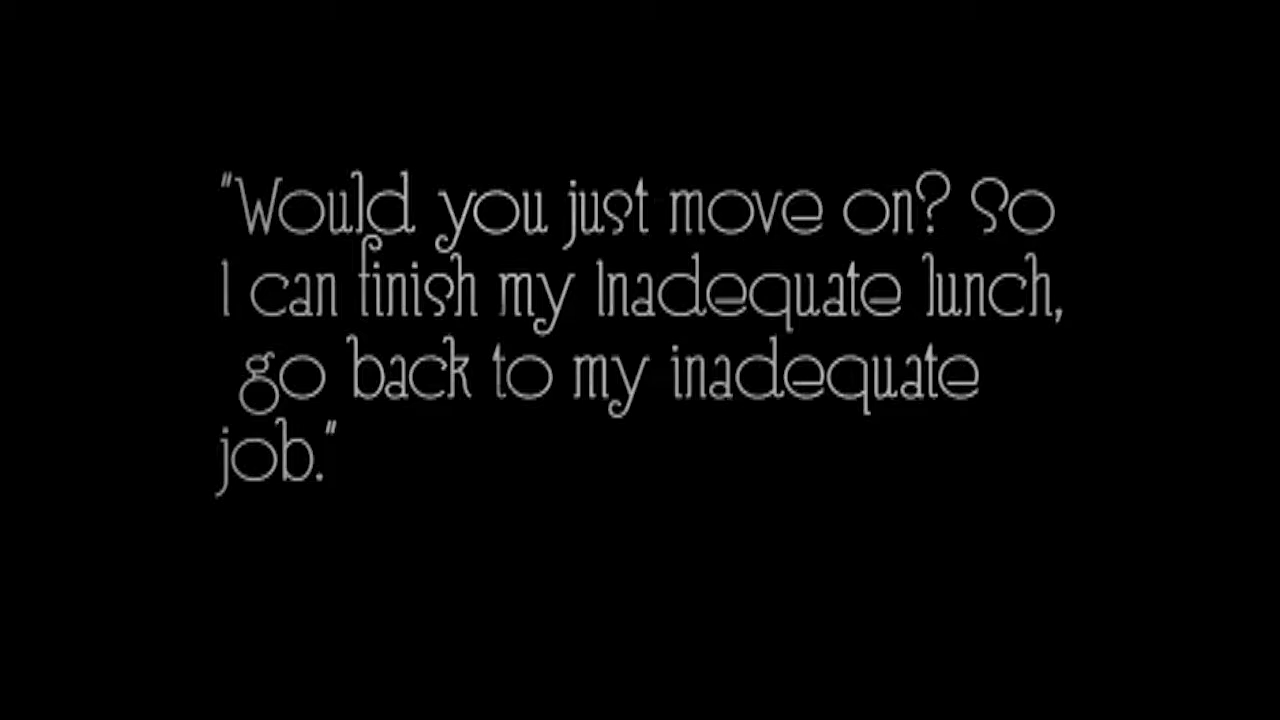 "Would you just move on? So
I can finish my Inadequate lunch,
go back to my inadequate
job."